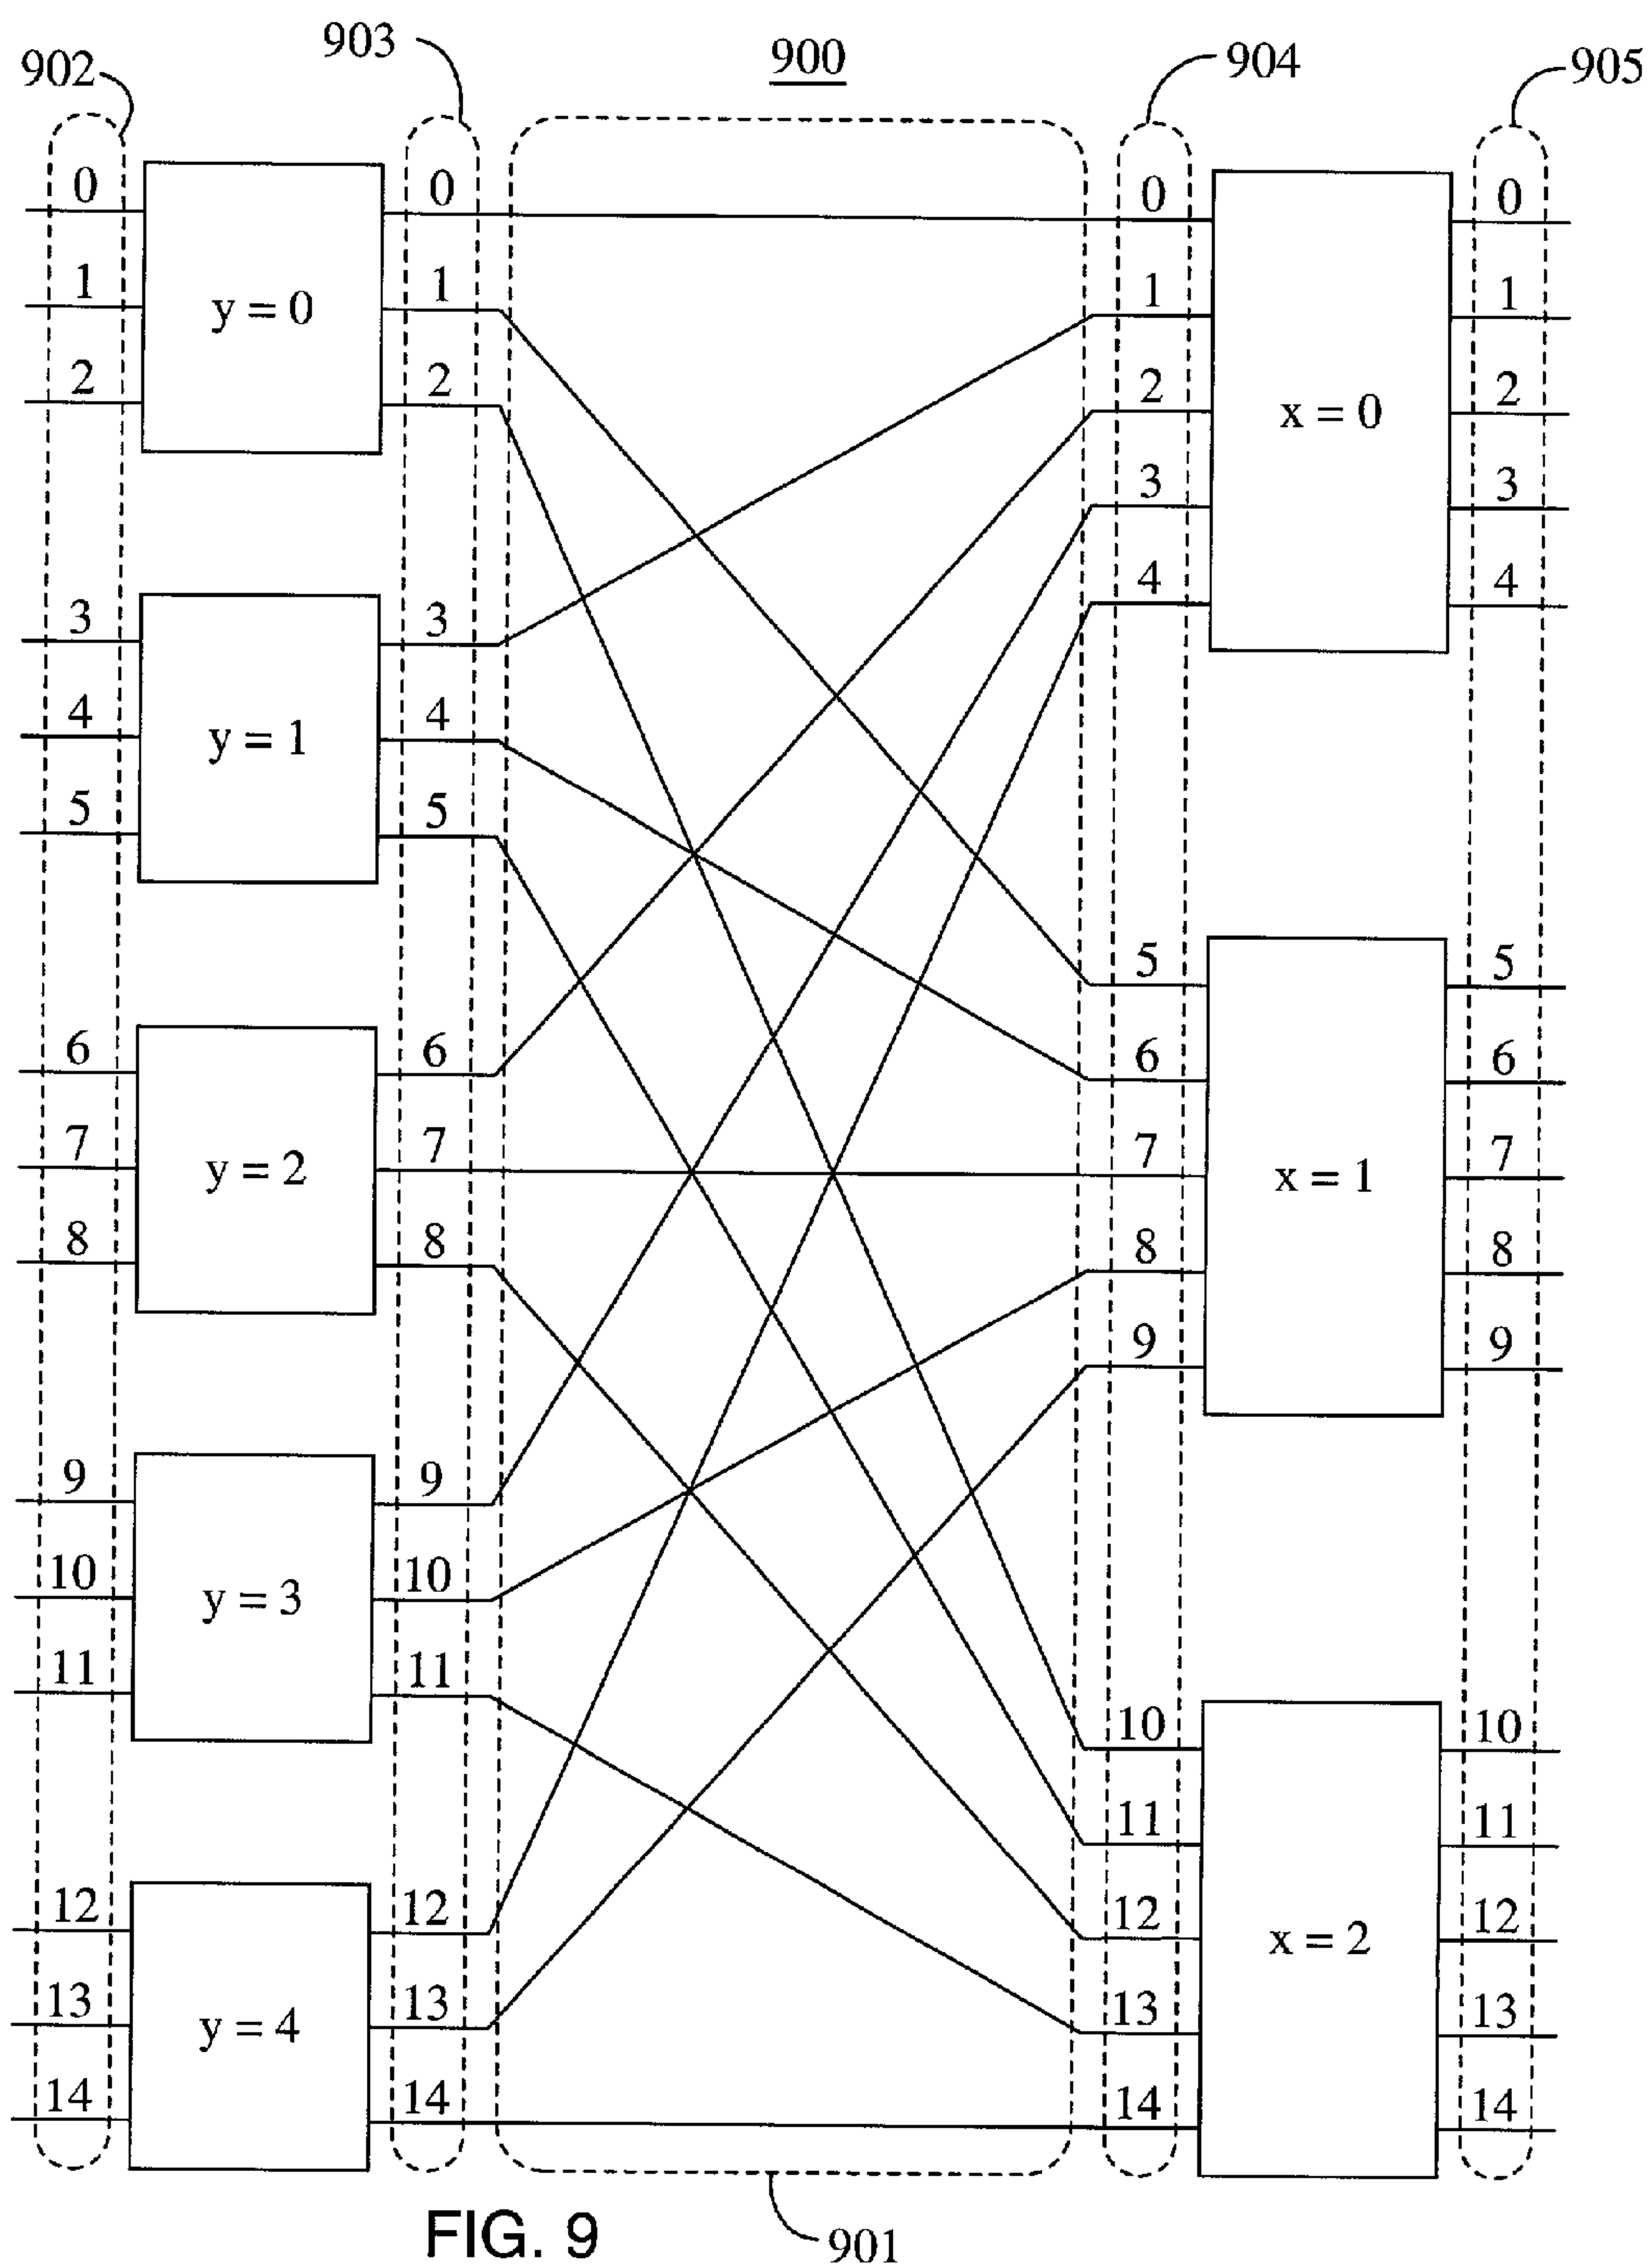 900
902
903
904
905
0 0 0 0
1 1 1 1
y = 0
2 2 2 2
x = 0
3 3
4 4
3 3
4 4
y = 1
5 5
5 5
6 6
6 6
7 7 7 7
y = 2
x = 1
8 8 8 8
9 9
9 9
10 10
y = 3
11 11
10 10
11 11
12 12 12 12
x = 2
13 13 13 13
y = 4
14 14 14 14
FIG. 9
901